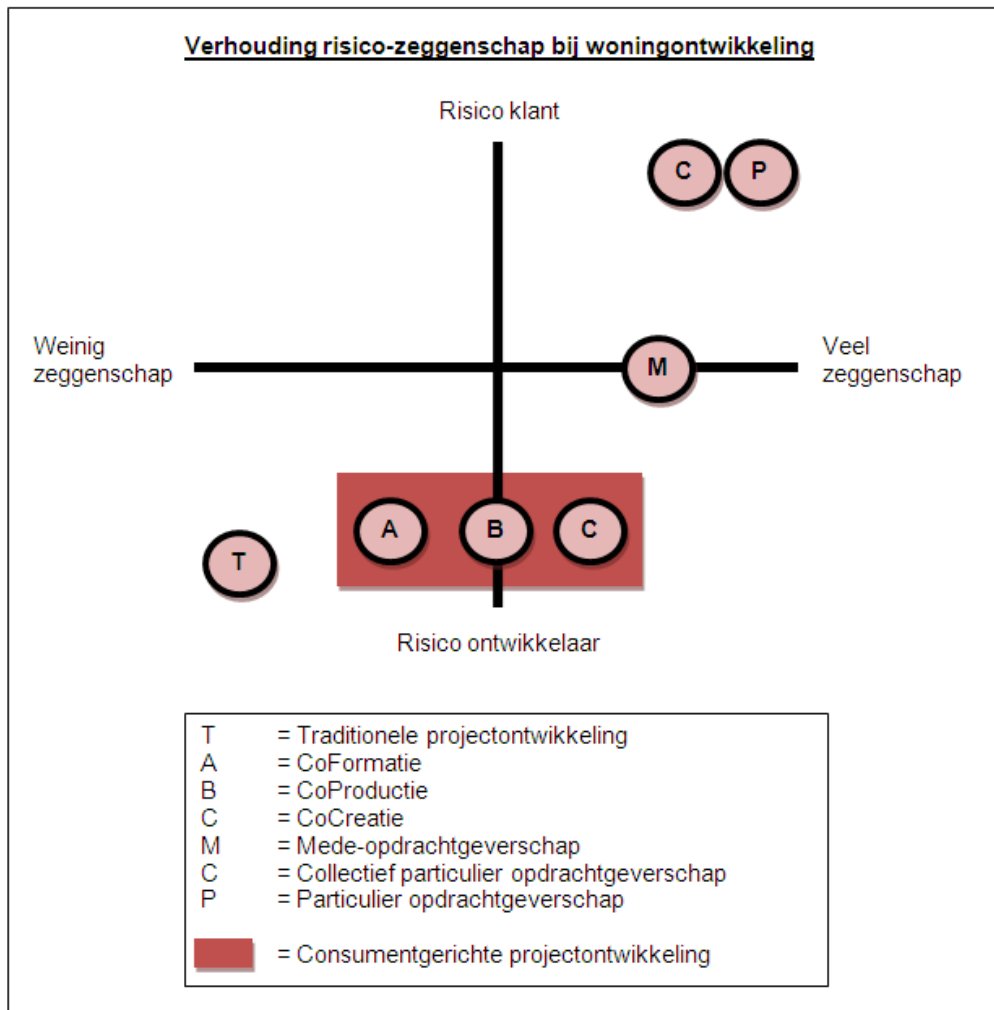 Verhouding risico-zeggenschap bij woningontwikkeling
Risico klant
C P
Weinig
zeggenschap
M
Veel
zeggenschap
A B C
T
Risico ontwikkelaar
T = Traditionele projectontwikkeling
A = CoFormatie
B = CoProductie
C = CoCreatie
M = Mede-opdrachtgeverschap
C = Collectief particulier opdrachtgeverschap
P = Particulier opdrachtgeverschap
= Consumentgerichte projectontwikkeling